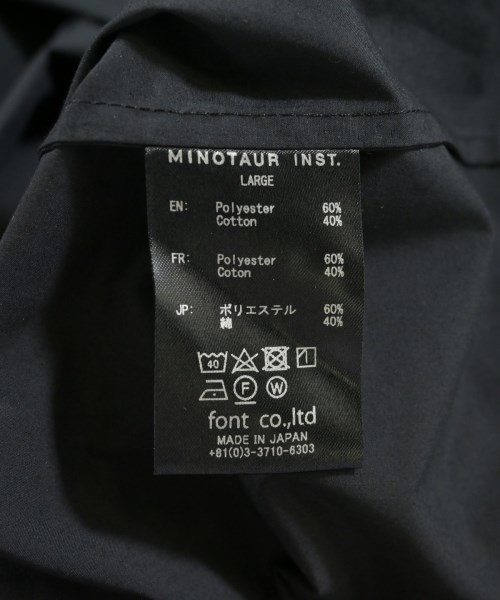 MINOTAUR INST.
LARGE
EN: Polyester 60%
Cotton 40%
FR: Polyester 60%
Coton 40%
JP: ポリエステル 60%
綿 40%
40
F W
font co.,ltd
MADE IN JAPAN
+81(0)3-3710-6303